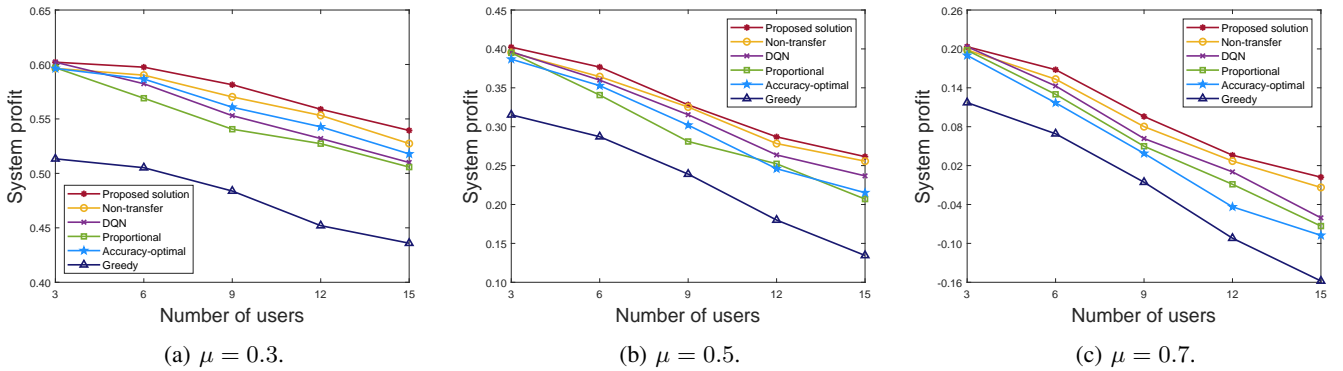 System profit
0.65
0.60
0.55
0.50
0.45
0.40
Proposed solution
Non-transfer
DQN
Proportional
Accuracy-optimal
Greedy
3 6 9 12 15
Number of users
(a) μ = 0.3.
System profit
0.45
0.40
0.35
0.30
0.25
0.20
0.15
0.10
Proposed solution
Non-transfer
DQN
Proportional
Accuracy-optimal
Greedy
3 6 9 12 15
Number of users
(b) μ = 0.5.
System profit
0.26
0.20
0.14
0.08
0.02
-0.04
-0.10
-0.16
Proposed solution
Non-transfer
DQN
Proportional
Accuracy-optimal
Greedy
3 6 9 12 15
Number of users
(c) μ = 0.7.